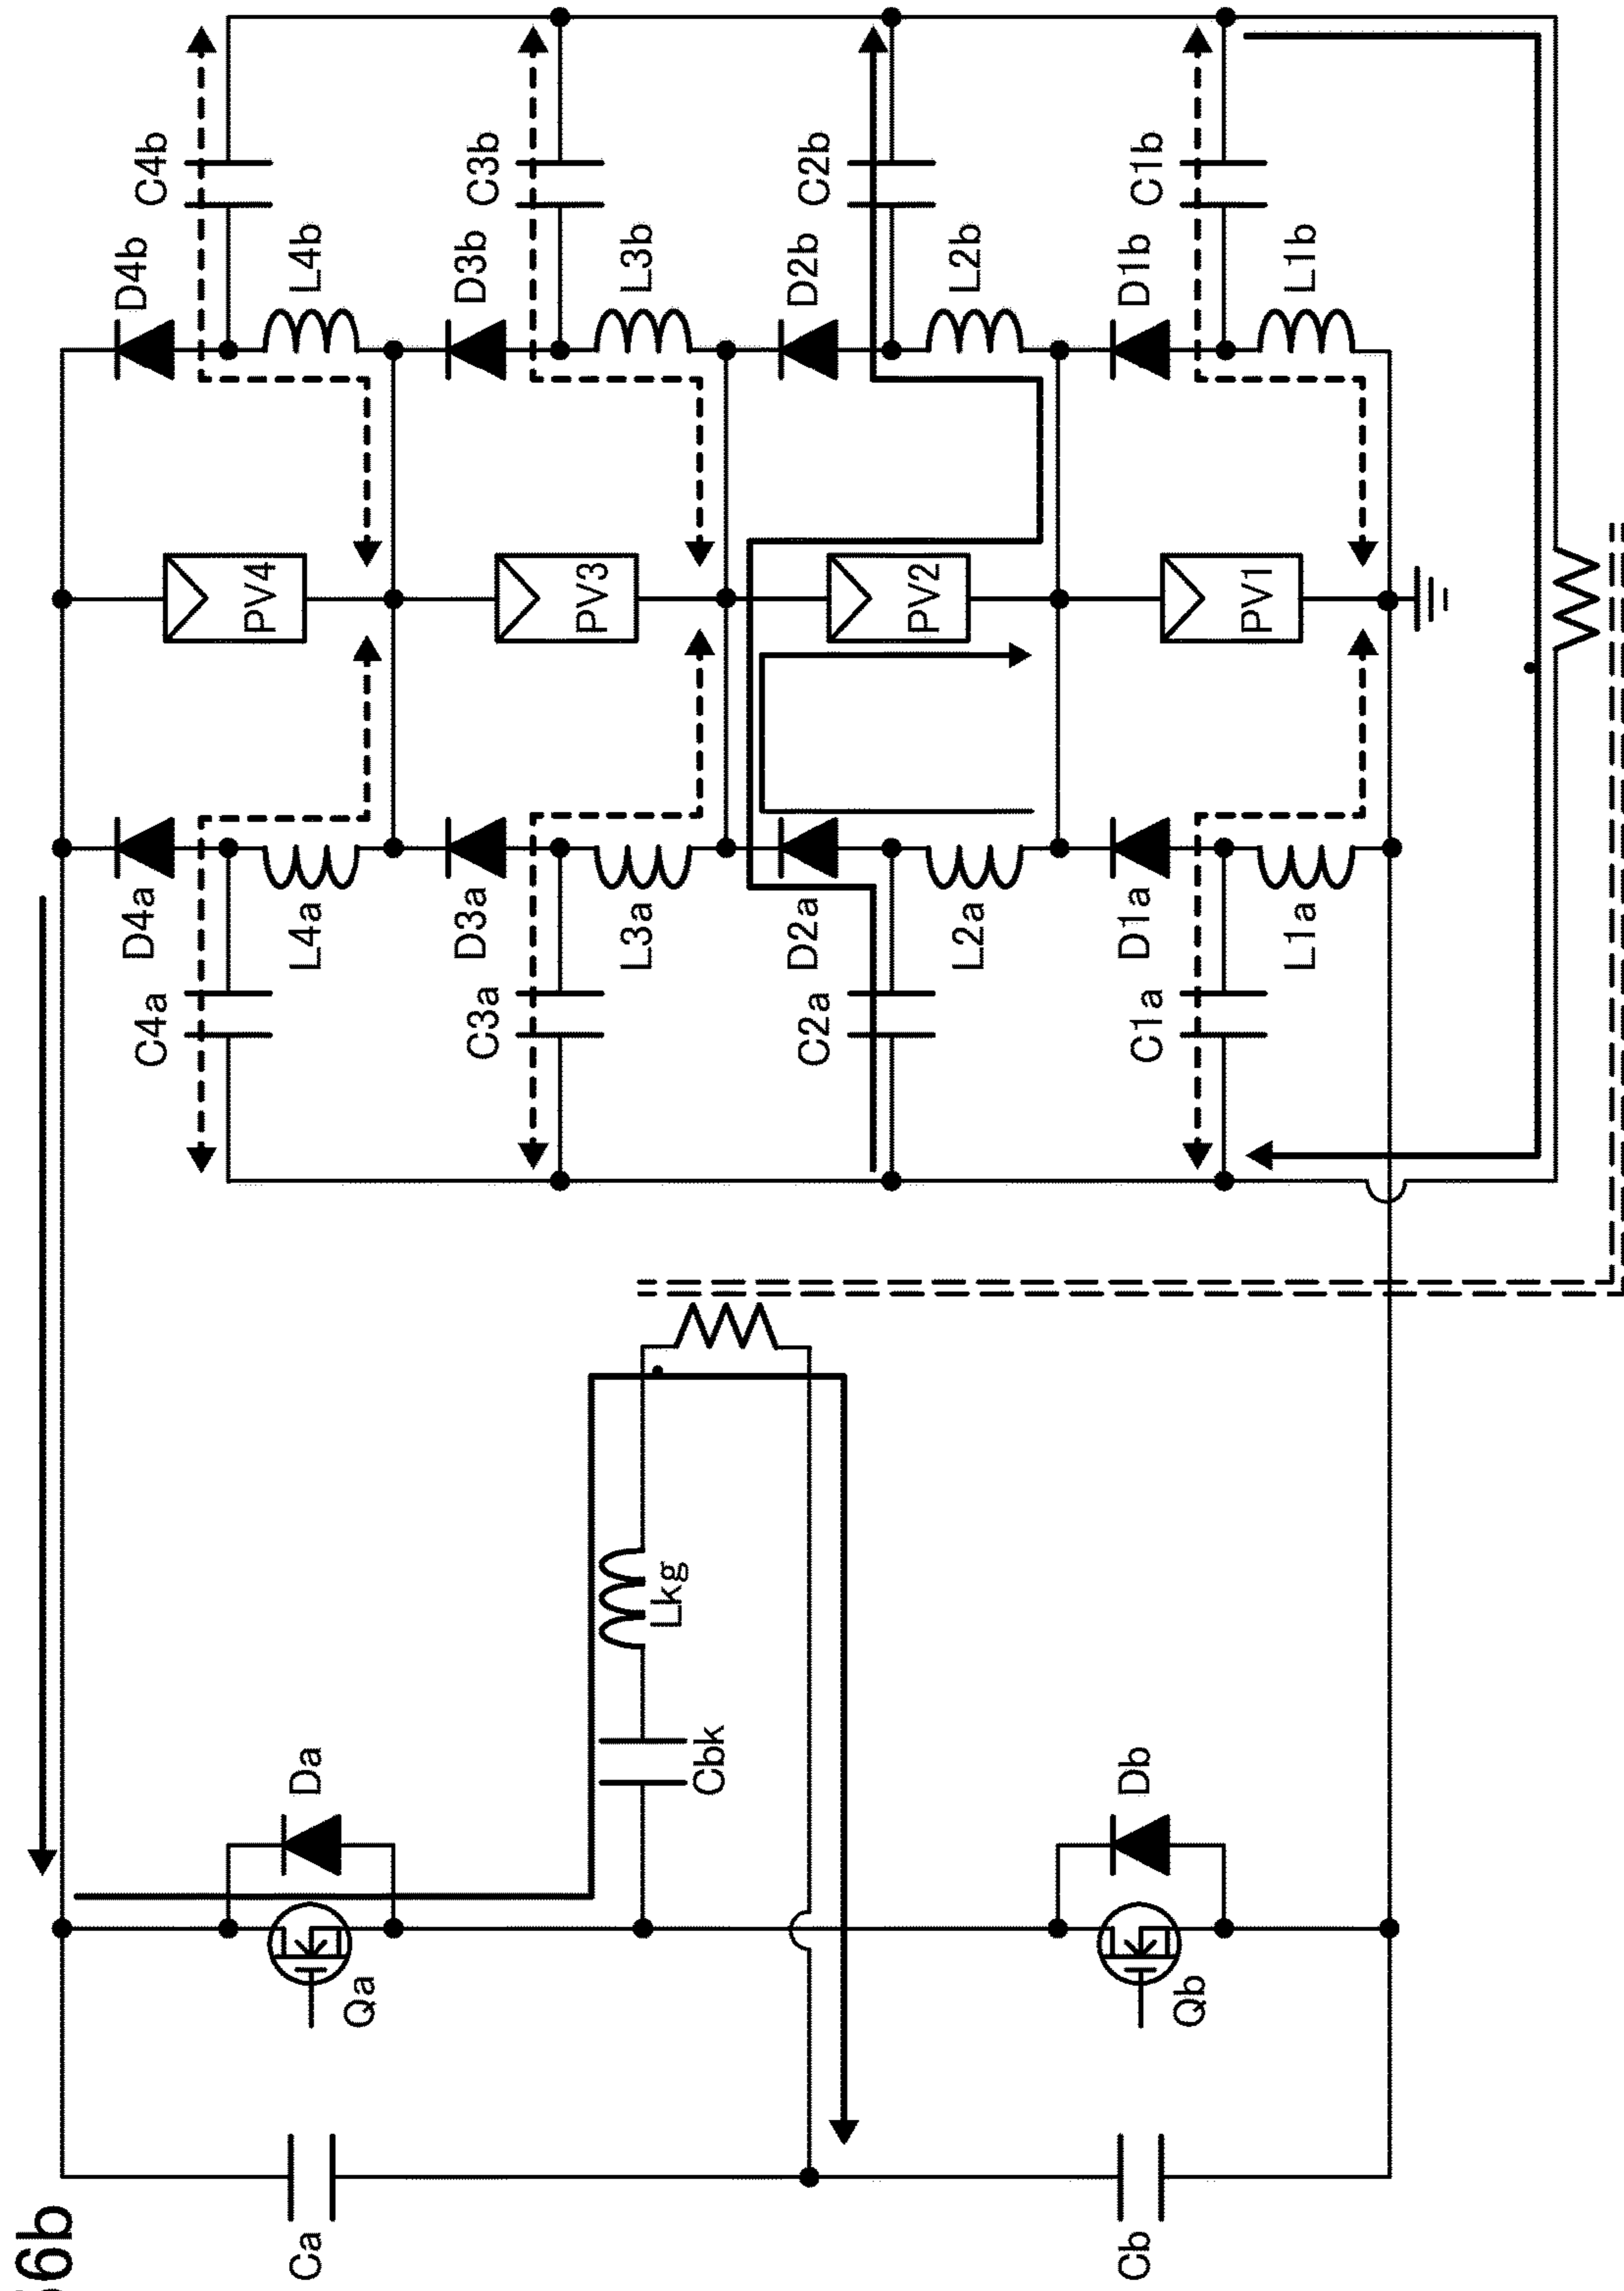 6b
Ca
Cb
Qa
Da
Qb
Db
Cbk
Lkg
C4a
D4a
L4a
C3a
D3a
L3a
C2a
D2a
L2a
C1a
D1a
L1a
PV4
PV3
PV2
PV1
D4b
C4b
L4b
D3b
C3b
L3b
D2b
C2b
L2b
D1b
C1b
L1b